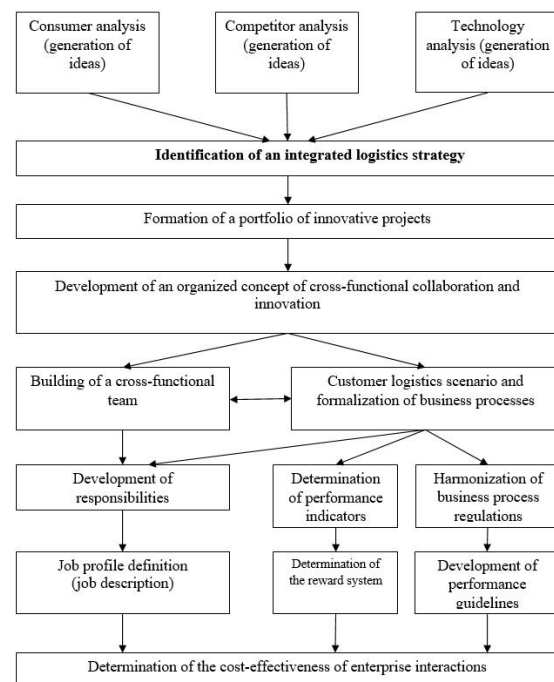 Consumer analysis
(generation of
ideas)
Competitor analysis
(generation of
ideas)
Technology
analysis (generation
of ideas)
Identification of an integrated logistics strategy
Formation of a portfolio of innovative projects
Development of an organized concept of cross-functional collaboration and
innovation
Building of a cross-functional
team
Customer logistics scenario and
formalization of business processes
Development of
responsibilities
Determination
of performance
indicators
Harmonization of
business process
regulations
Job profile definition
(job description)
Determination of
the reward system
Development of
performance
guidelines
Determination of the cost-effectiveness of enterprise interactions